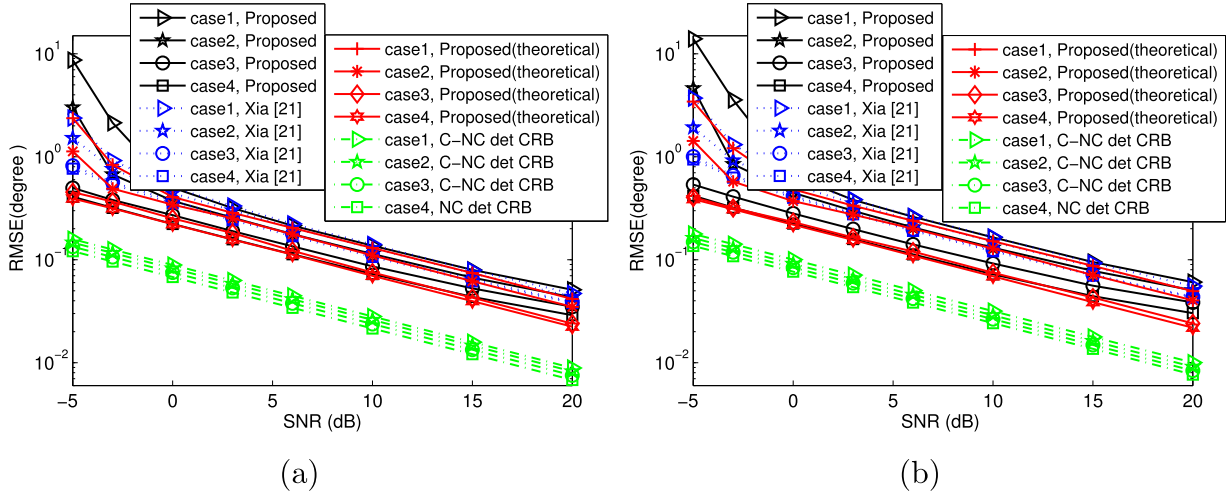 case1, Proposed
case2, Proposed
case3, Proposed
case4, Proposed
case1, Xia [21]
case2, Xia [21]
case3, Xia [21]
case4, Xia [21]
case1, Proposed(theoretical)
case2, Proposed(theoretical)
case3, Proposed(theoretical)
case4, Proposed(theoretical)
case1, C−NC det CRB
case2, C−NC det CRB
case3, C−NC det CRB
case4, NC det CRB
10^1
10^0
10^−1
10^−2
RMSE(degree )
−5 0 5 10 15 20
SNR (dB)
(a)
case1, Proposed
case2, Proposed
case3, Proposed
case4, Proposed
case1, Xia [21]
case2, Xia [21]
case3, Xia [21]
case4, Xia [21]
case1, Proposed(theoretical)
case2, Proposed(theoretical)
case3, Proposed(theoretical)
case4, Proposed(theoretical)
case1, C−NC det CRB
case2, C−NC det CRB
case3, C−NC det CRB
case4, NC det CRB
10^1
10^0
10^−1
10^−2
RMSE(degree)
−5 0 5 10 15 20
SNR (dB)
(b)